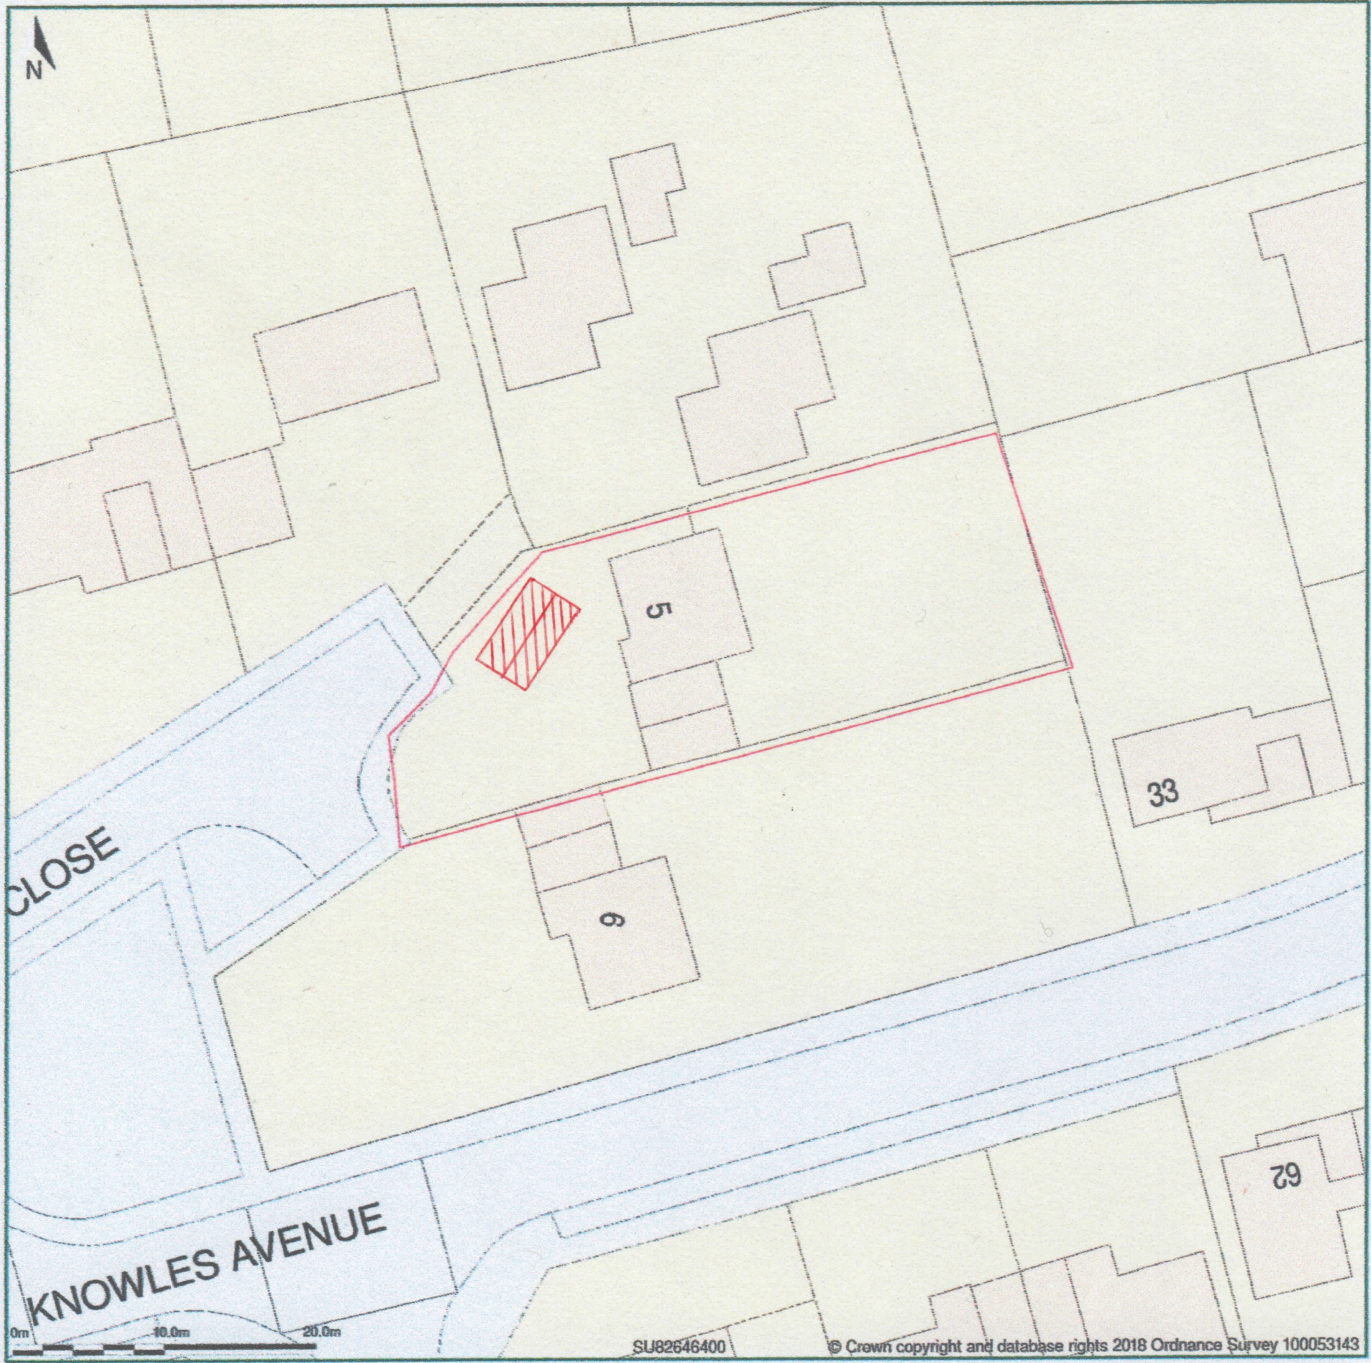 N
5
33
CLOSE
6
62
KNOWLES AVENUE
0m 10.0m 20.0m
SU82646400
© Crown copyright and database rights 2018 Ordnance Survey 100053143